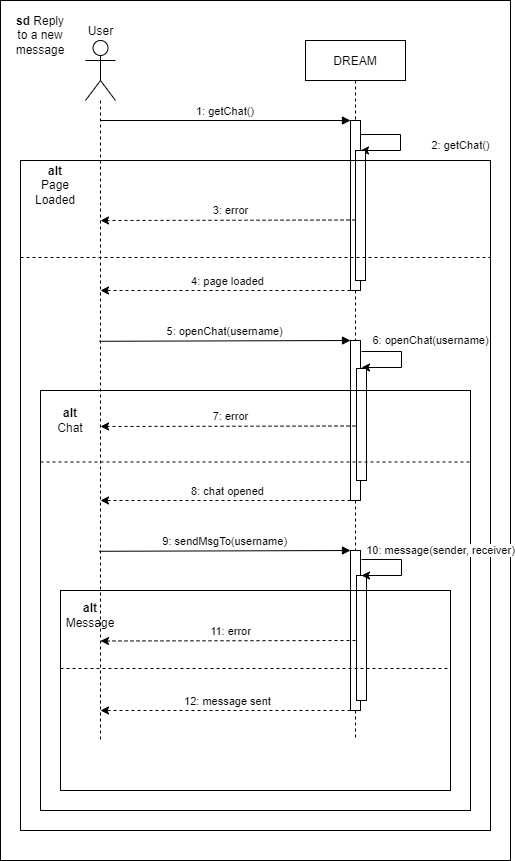 sd Reply
to a new
message
User
DREAM
1: getChat()
2: getChat()
alt
Page
Loaded
3: error
4: page loaded
5: openChat(username)
6: openChat(username)
alt
Chat
7: error
8: chat opened
9: sendMsgTo(username)
10: message(sender, receiver)
alt
Message
11: error
12: message sent